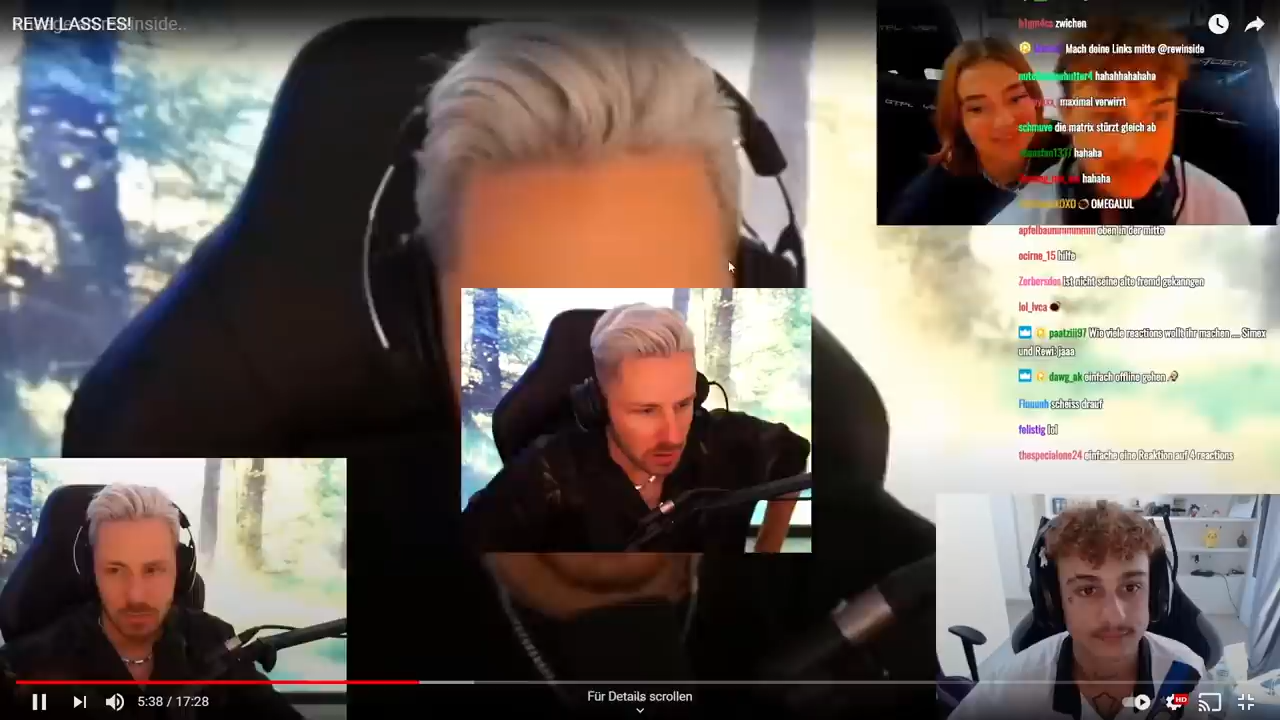 REWI LASS ES!
zwichen
Mach deine Links mitte @rewinside
hahahhahahaha
maximal verwirrt
schmuve die matrix stürzt gleich ab
hahaha
hahaha
OMEGALUL
oben in der mitte
ocirne_15 hilfe
Zerbersdos Ist nicht seine alte fremd gekanngen
lol_lvca
paatziii97 Wie viele reactions wollt ihr machen .... Simex
und Rewi: jaaa
dawg_ak einfach offline gehen
scheiss drauf
felistig lol
thespecialone24 einfache eine Reaktion auf 4 reactions
HD
5:38 / 17:28
Für Details scrollen